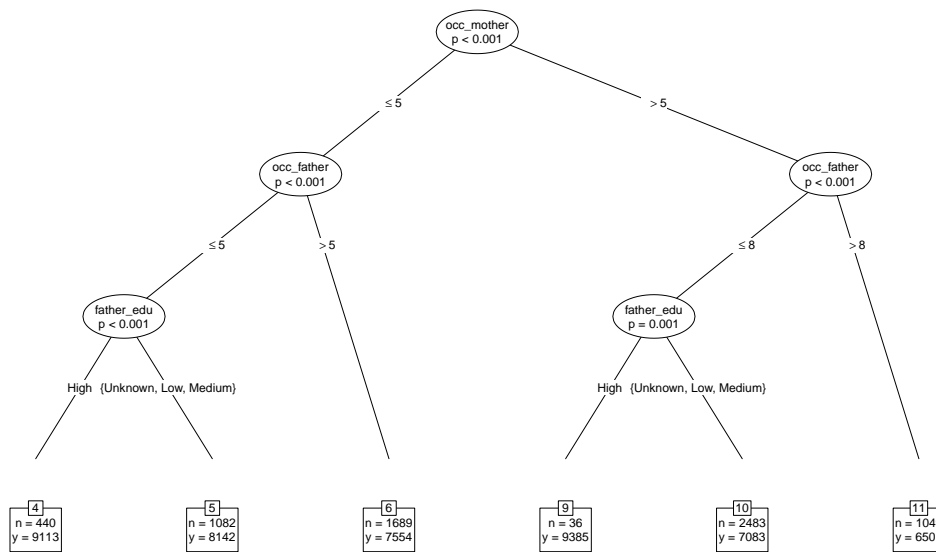 occ_mother
p < 0.001
≤ 5
> 5
occ_father
p < 0.001
occ_father
p < 0.001
≤ 5
> 5
≤ 8
> 8
father_edu
p < 0.001
father_edu
p = 0.001
High {Unknown, Low, Medium}
High {Unknown, Low, Medium}
4
n = 440
y = 9113
5
n = 1082
y = 8142
6
n = 1689
y = 7554
9
n = 36
y = 9385
10
n = 2483
y = 7083
11
n = 104
y = 650